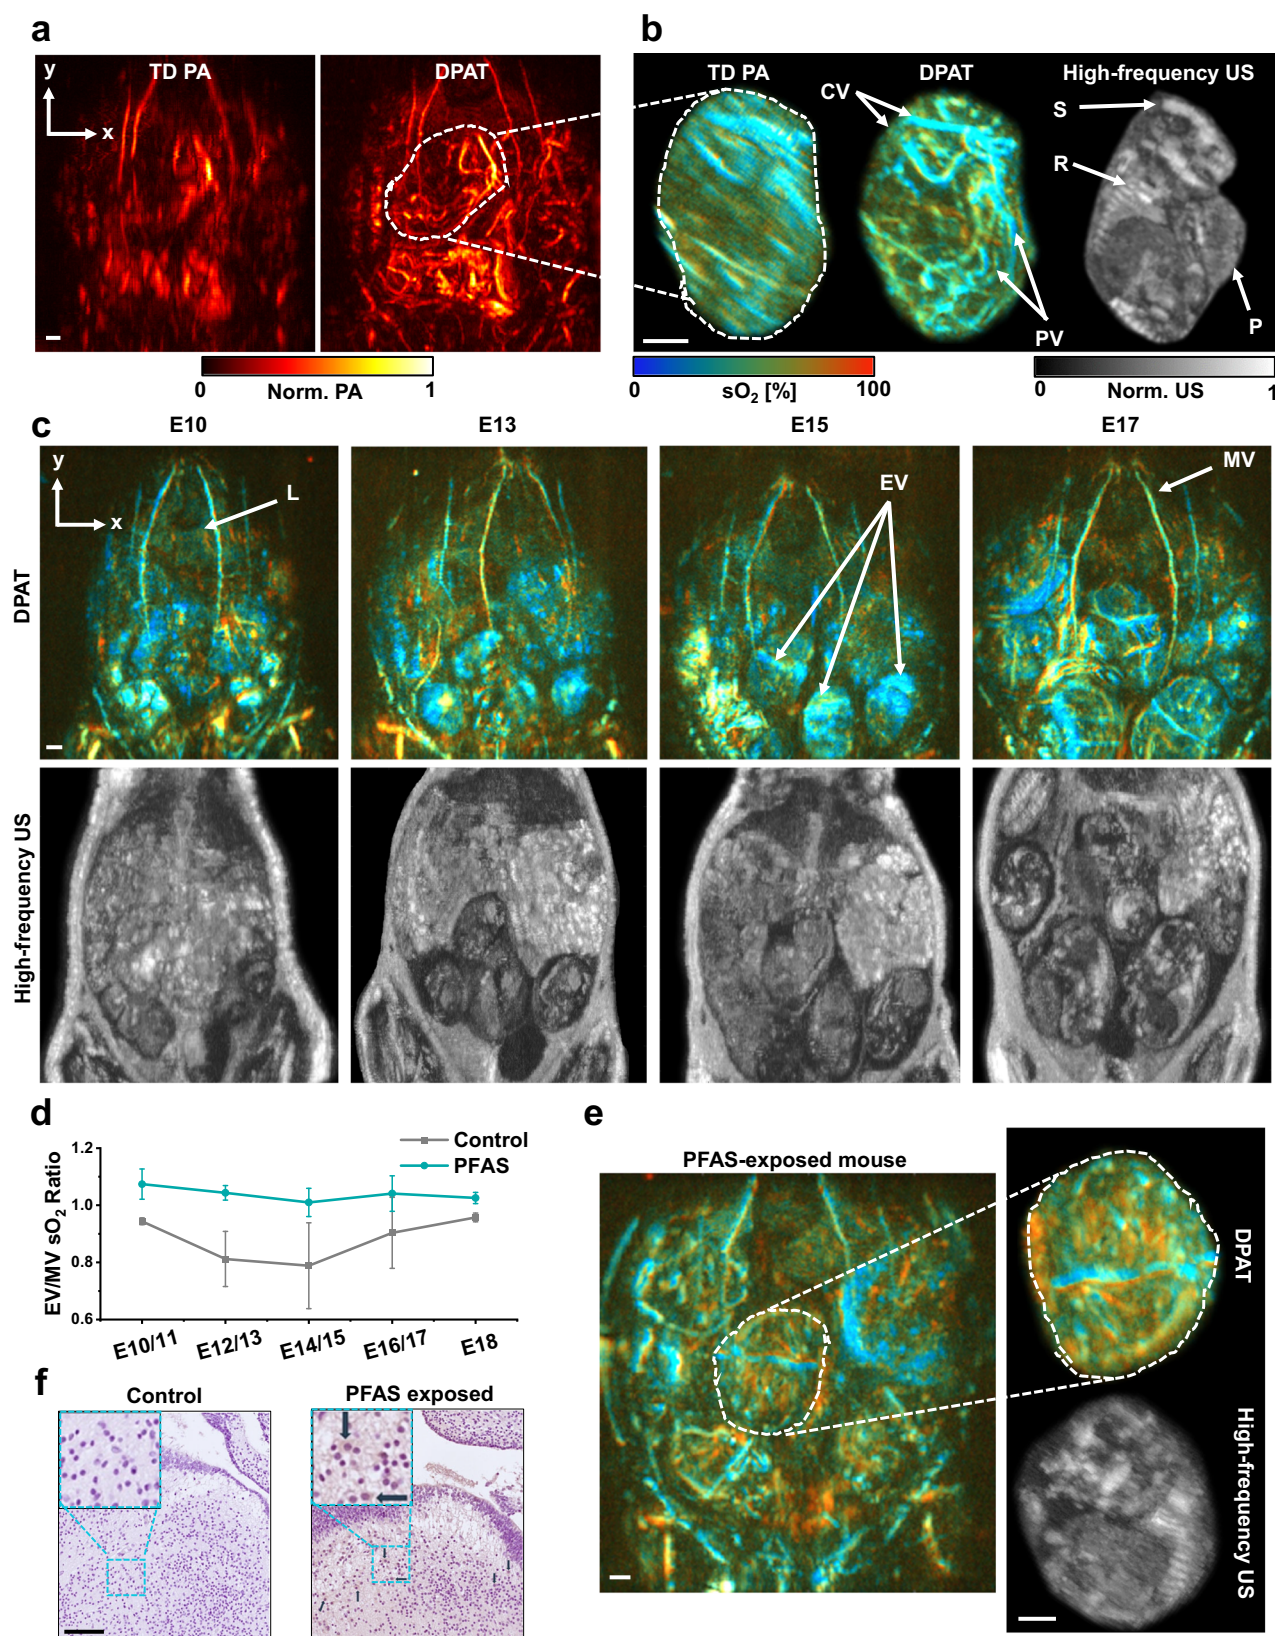 a
TD PA
DPAT
y
x
0
Norm. PA
1
b
TD PA
DPAT
High-frequency US
CV
S
R
PV
P
0
sO2 [%]
100
0
Norm. US
1
c
E10
E13
E15
E17
DPAT
y
x
L
EV
MV
High-frequency US
d
Control
PFAS
EV/MV sO2 Ratio
1.2
1.0
0.8
0.6
E10/11
E12/13
E14/15
E16/17
E18
e
PFAS-exposed mouse
DPAT
High-frequency US
f
Control
PFAS exposed